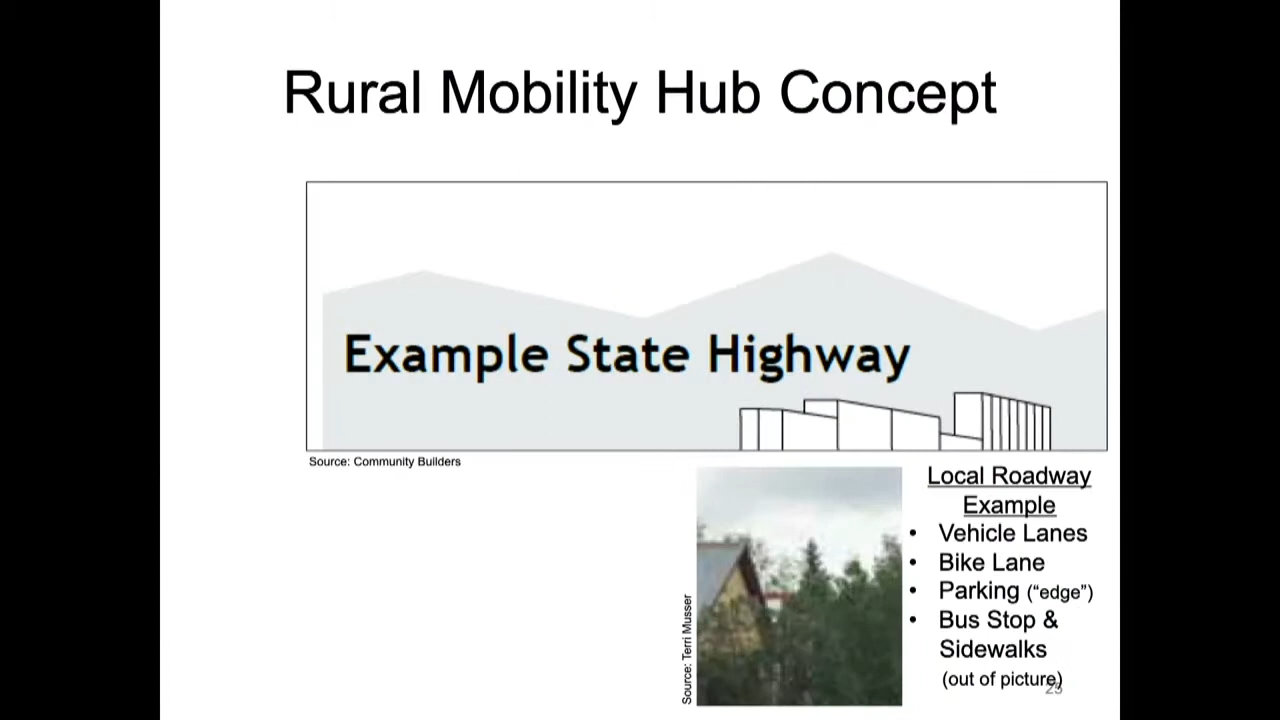 Rural Mobility Hub Concept
Example State Highway
Source: Community Builders
Source: Terri Musser
Local Roadway
Example
• Vehicle Lanes
• Bike Lane
• Parking (“edge”)
• Bus Stop &
Sidewalks
(out of picture)
25